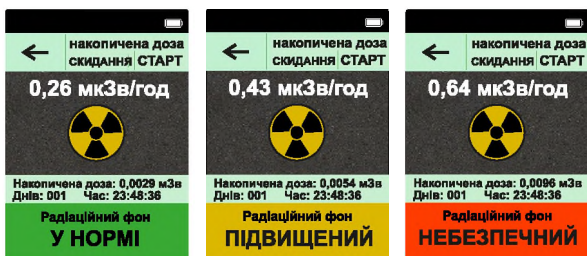 накопичена доза
СКИДАННЯ СТАРТ
0,26 мкЗв/год
Накопичена доза: 0,0029 мЗв
Днів: 001 Час: 23:48:36
Радіаційний фон
У НОРМІ
накопичена доза
СКИДАННЯ СТАРТ
0,43 мкЗв/год
Накопичена доза: 0,0054 мЗв
Днів: 001 Час: 23:48:36
Радіаційний фон
ПІДВИЩЕНИЙ
накопичена доза
СКИДАННЯ СТАРТ
0,64 мкЗв/год
Накопичена доза: 0,0096 мЗв
Днів: 001 Час: 23:48:36
Радіаційний фон
НЕБЕЗПЕЧНИЙ